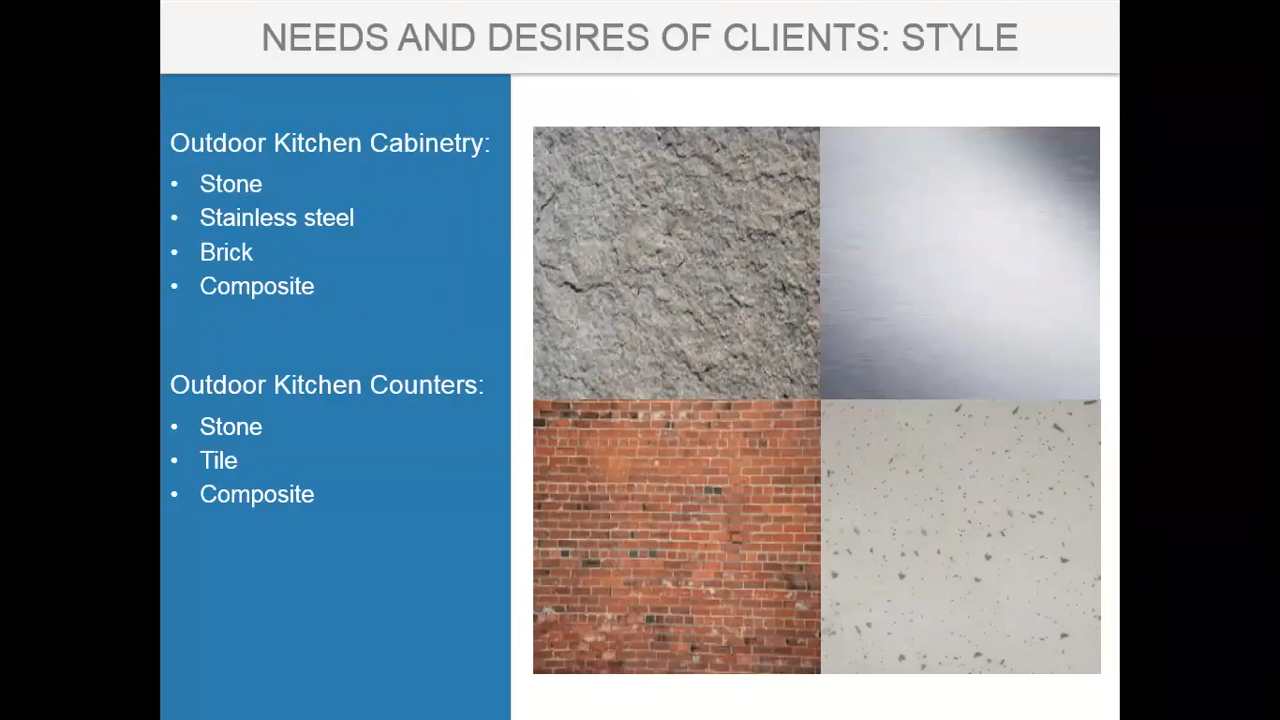 NEEDS AND DESIRES OF CLIENTS: STYLE
Outdoor Kitchen Cabinetry:
• Stone
• Stainless steel
• Brick
• Composite
Outdoor Kitchen Counters:
• Stone
• Tile
• Composite